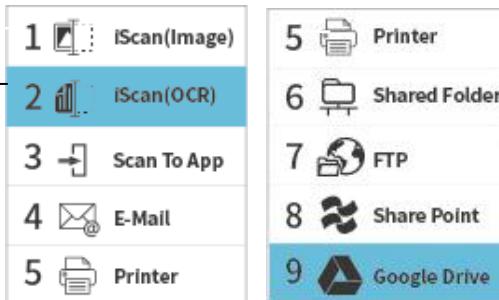 1 iScan(Image)
2 iScan(OCR)
3 Scan To App
4 E-Mail
5 Printer
5 Printer
6 Shared Folder
7 FTP
8 Share Point
9 Google Drive